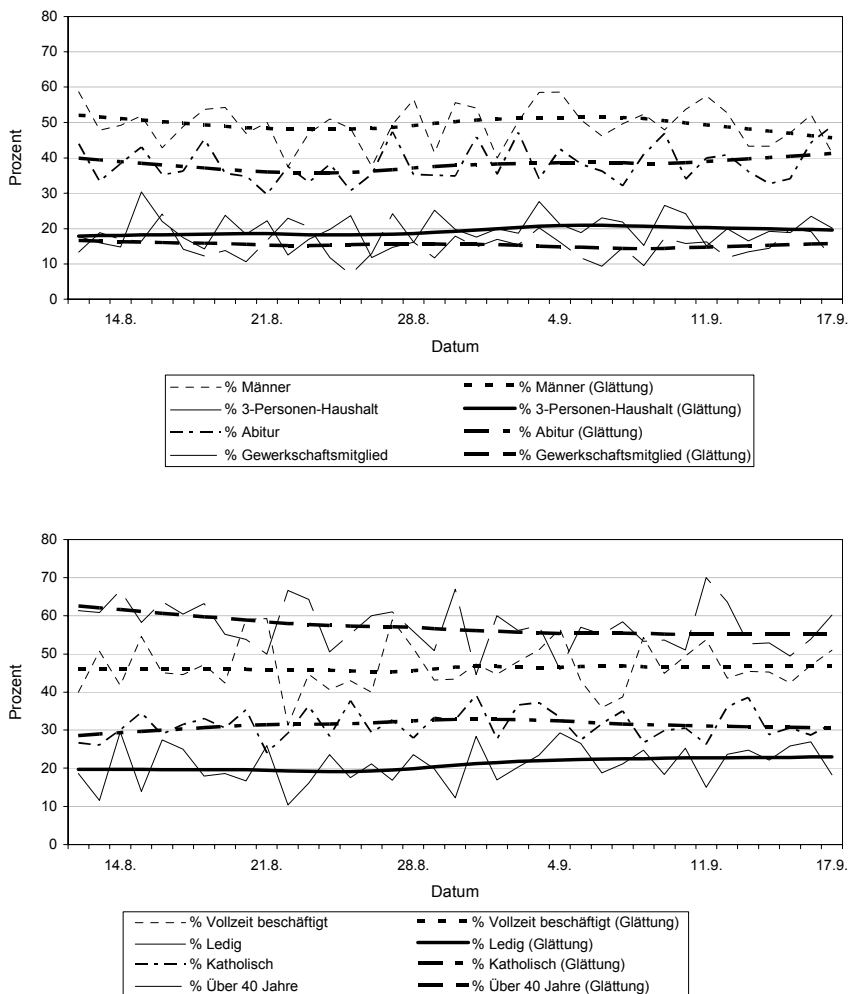 80
70
60
50
40
30
20
10
0
Prozent
14.8. 21.8. 28.8. 4.9. 11.9. 17.9.
Datum
% Männer % Männer (Glättung)
% 3-Personen-Haushalt % 3-Personen-Haushalt (Glättung)
% Abitur % Abitur (Glättung)
% Gewerkschaftsmitglied % Gewerkschaftsmitglied (Glättung)
80
70
60
50
40
30
20
10
0
Prozent
14.8. 21.8. 28.8. 4.9. 11.9. 17.9.
Datum
% Vollzeit beschäftigt % Vollzeit beschäftigt (Glättung)
% Ledig % Ledig (Glättung)
% Katholisch % Katholisch (Glättung)
% Über 40 Jahre % Über 40 Jahre (Glättung)